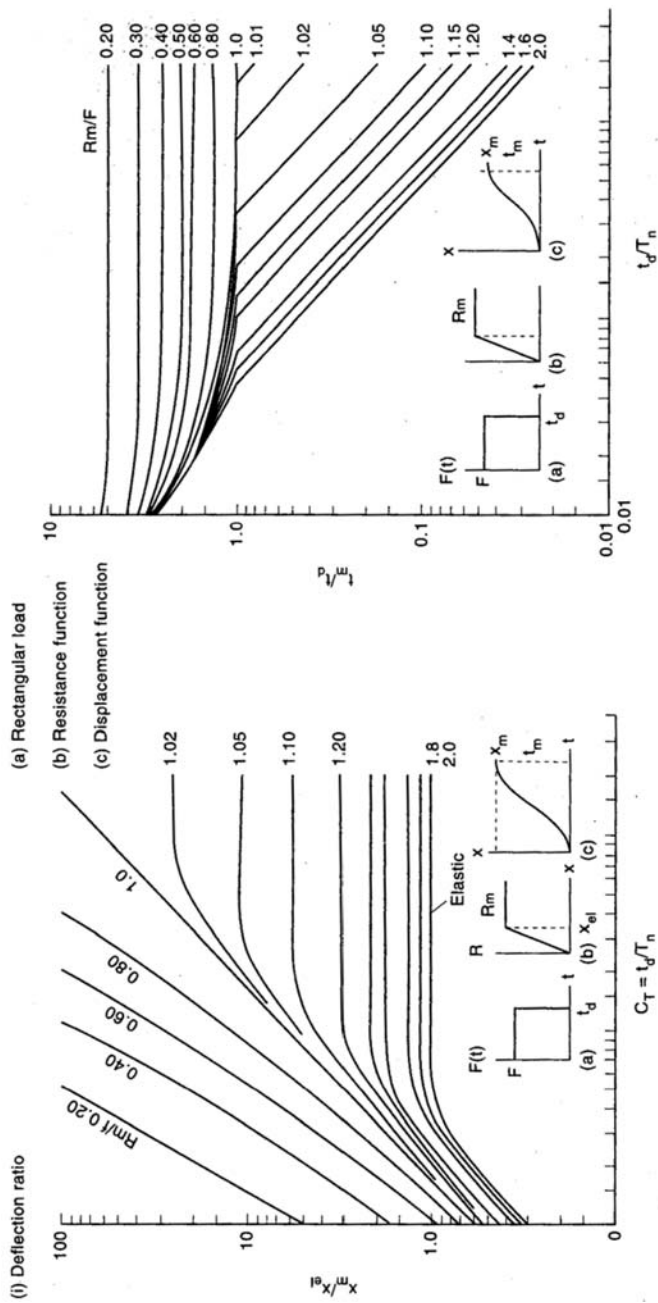 (i) Deflection ratio
(a) Rectangular load
(b) Resistance function
(c) Displacement function
100
10
1.0
0
xm/xel
Rm/f 0.20
0.40
0.60
0.80
1.0
1.02
1.05
1.10
1.20
1.8
2.0
Elastic
F(t)
F
td
t
(a)
R
Rm
xel
x
(b)
x
xm
tm
t
(c)
CT = td/Tn
10
1.0
0.1
0.01
0.01
tm/td
Rm/F
0.20
0.30
0.40
0.50
0.60
0.80
1.0
1.01
1.02
1.05
1.10
1.15
1.20
1.4
1.6
2.0
F(t)
F
td
t
(a)
Rm
t
(b)
x
xm
tm
t
(c)
td/Tn